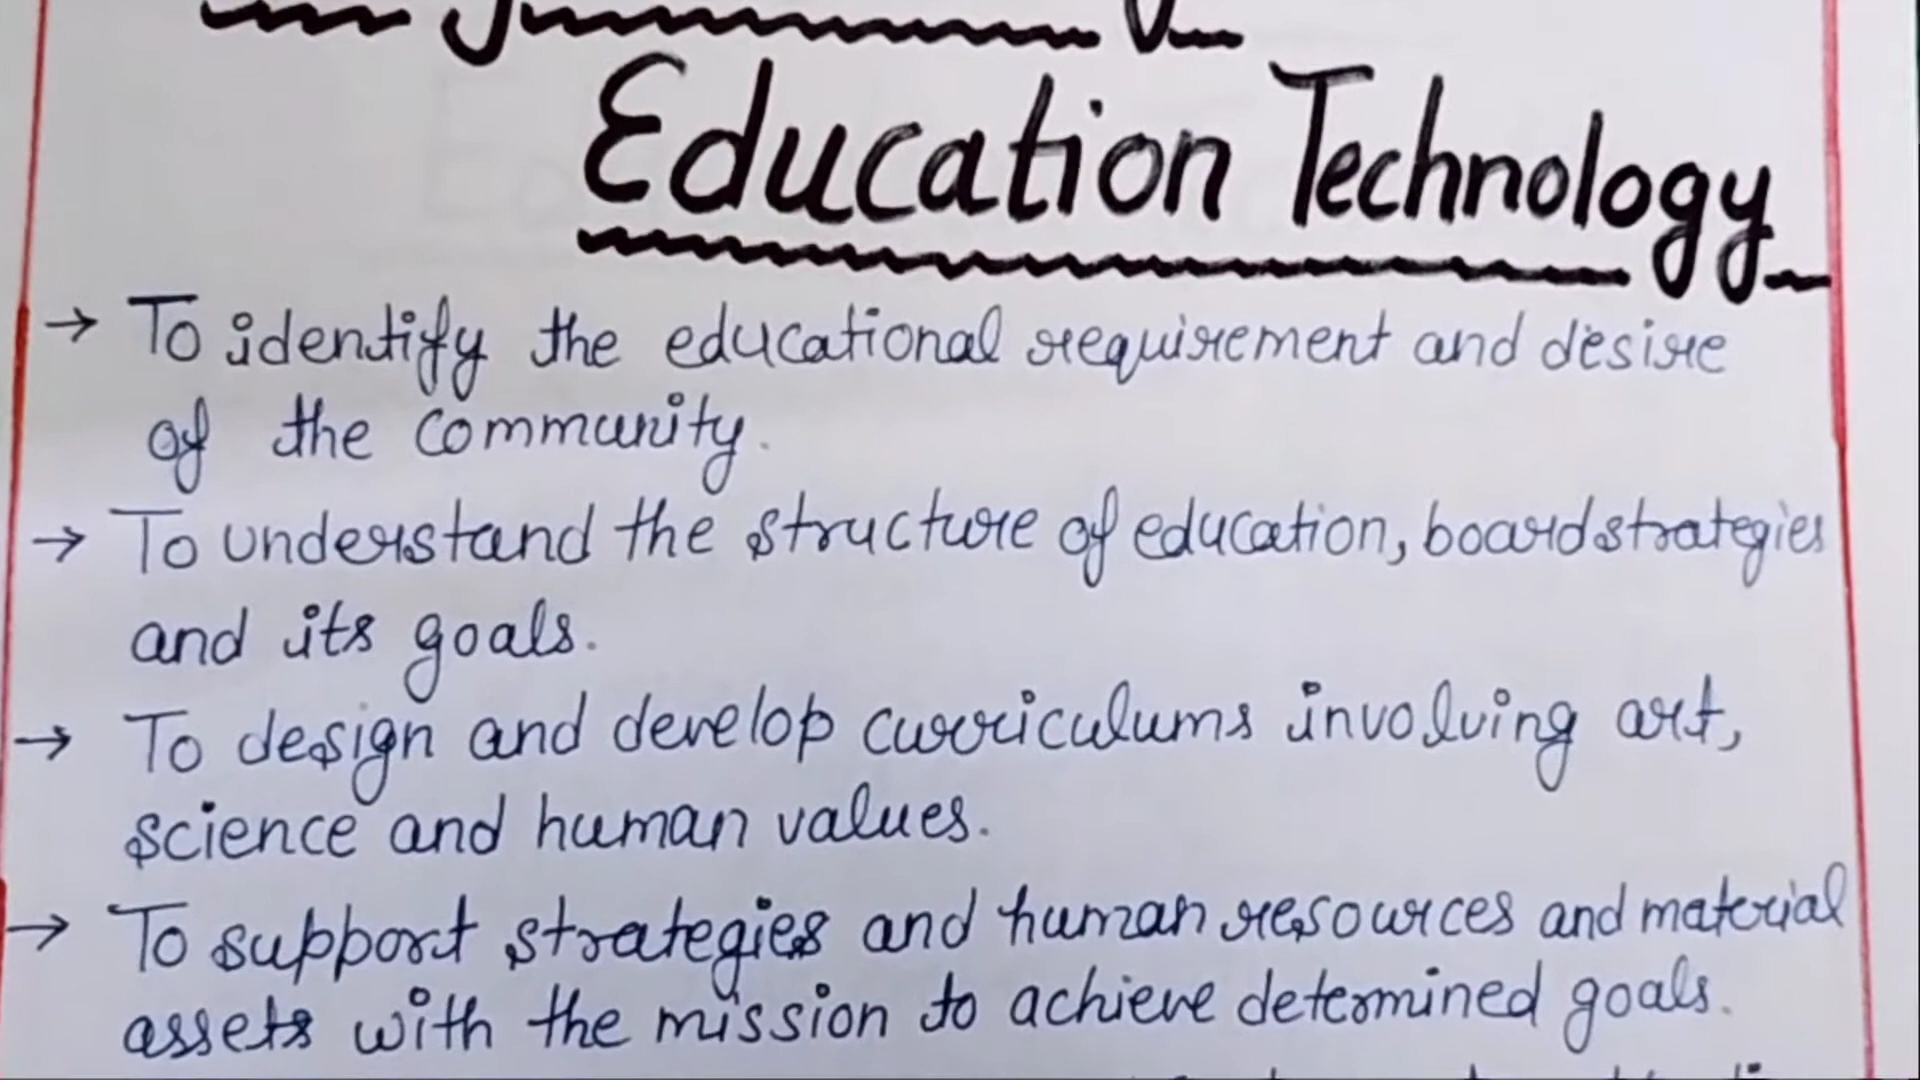 Education Technology
→ To identify the educational requirement and desire
of the community.
→ To understand the structure of education, board strategies
and its goals.
→ To design and develop curriculums involving art,
science and human values.
→ To support strategies and human resources and material
assets with the mission to achieve determined goals.